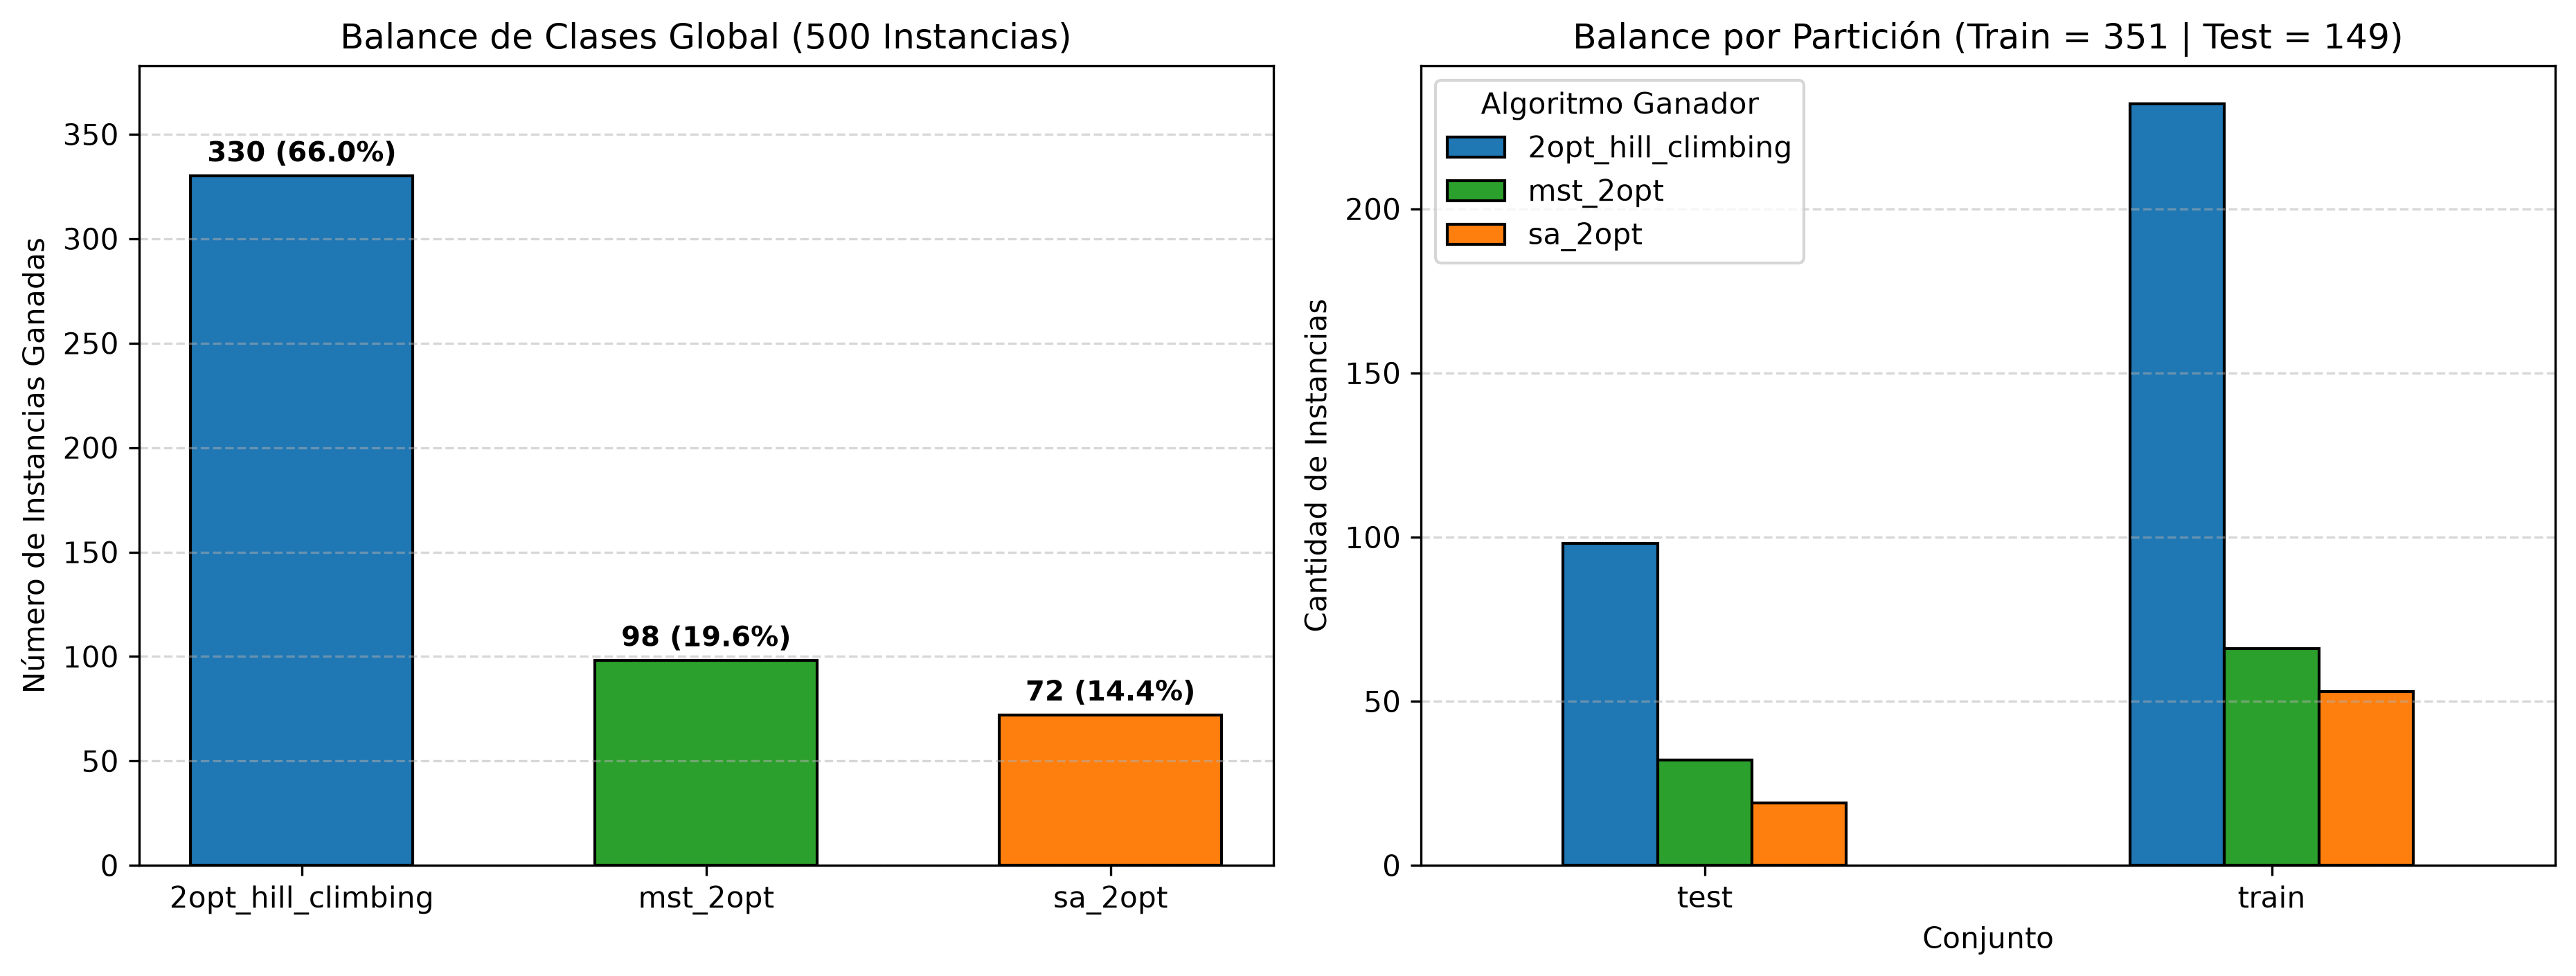 Balance de Clases Global (500 Instancias)
Número de Instancias Ganadas
350
300
250
200
150
100
50
0
330 (66.0%)
98 (19.6%)
72 (14.4%)
2opt_hill_climbing
mst_2opt
sa_2opt
Balance por Partición (Train = 351 | Test = 149)
Cantidad de Instancias
200
150
100
50
0
Algoritmo Ganador
2opt_hill_climbing
mst_2opt
sa_2opt
test
train
Conjunto